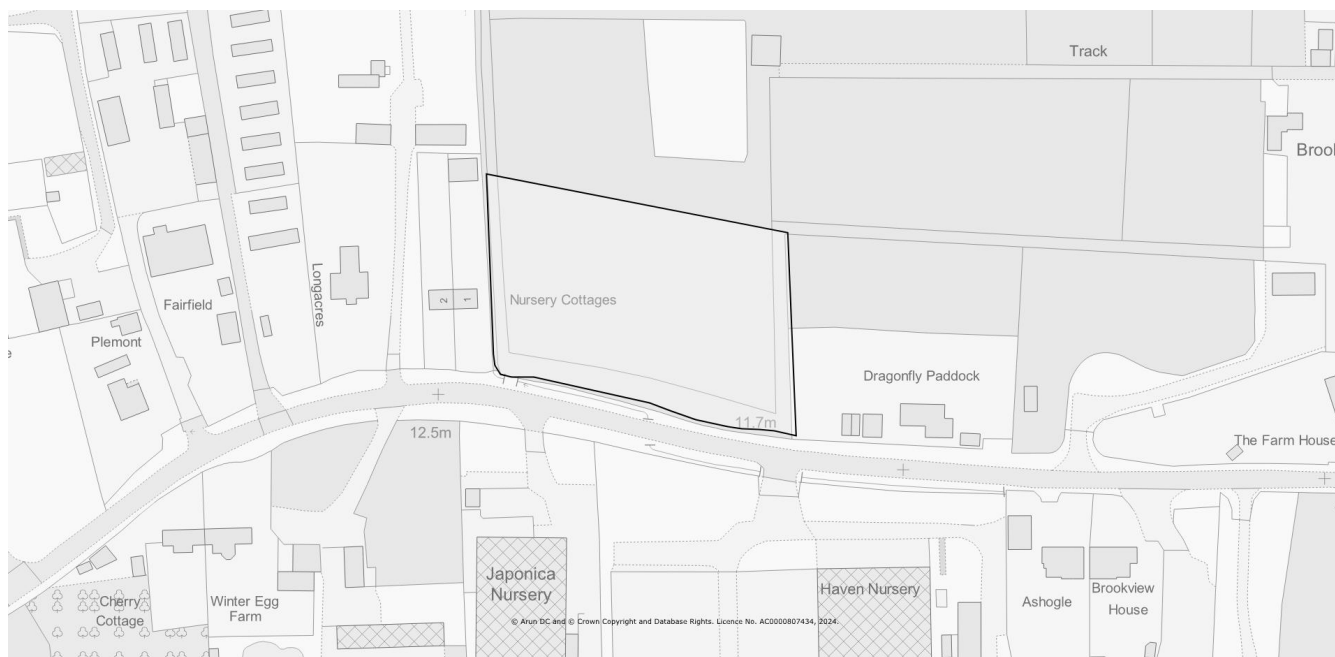 Track
Brook
Longacres
2
1
Nursery Cottages
Fairfield
Plemont
Dragonfly Paddock
11.7m
12.5m
The Farm House
Japonica
Nursery
Haven Nursery
Ashogle
Brookview
House
Cherry
Cottage
Winter Egg
Farm
© Arun DC and © Crown Copyright and Database Rights. Licence No. AC0000807434, 2024.